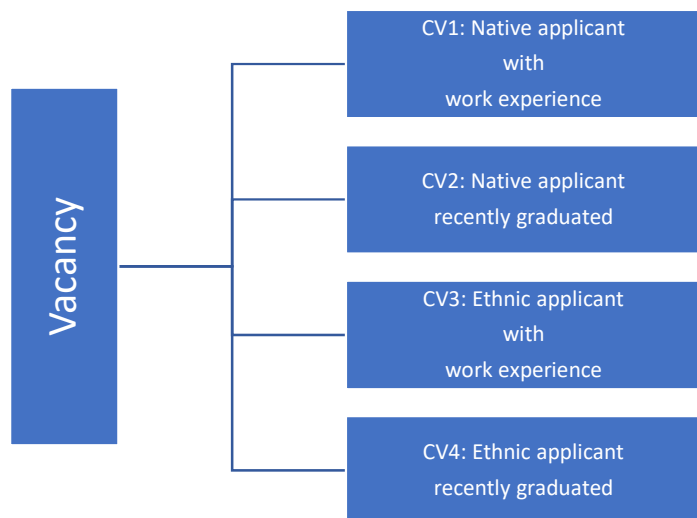 Vacancy
CV1: Native applicant
with
work experience
CV2: Native applicant
recently graduated
CV3: Ethnic applicant
with
work experience
CV4: Ethnic applicant
recently graduated